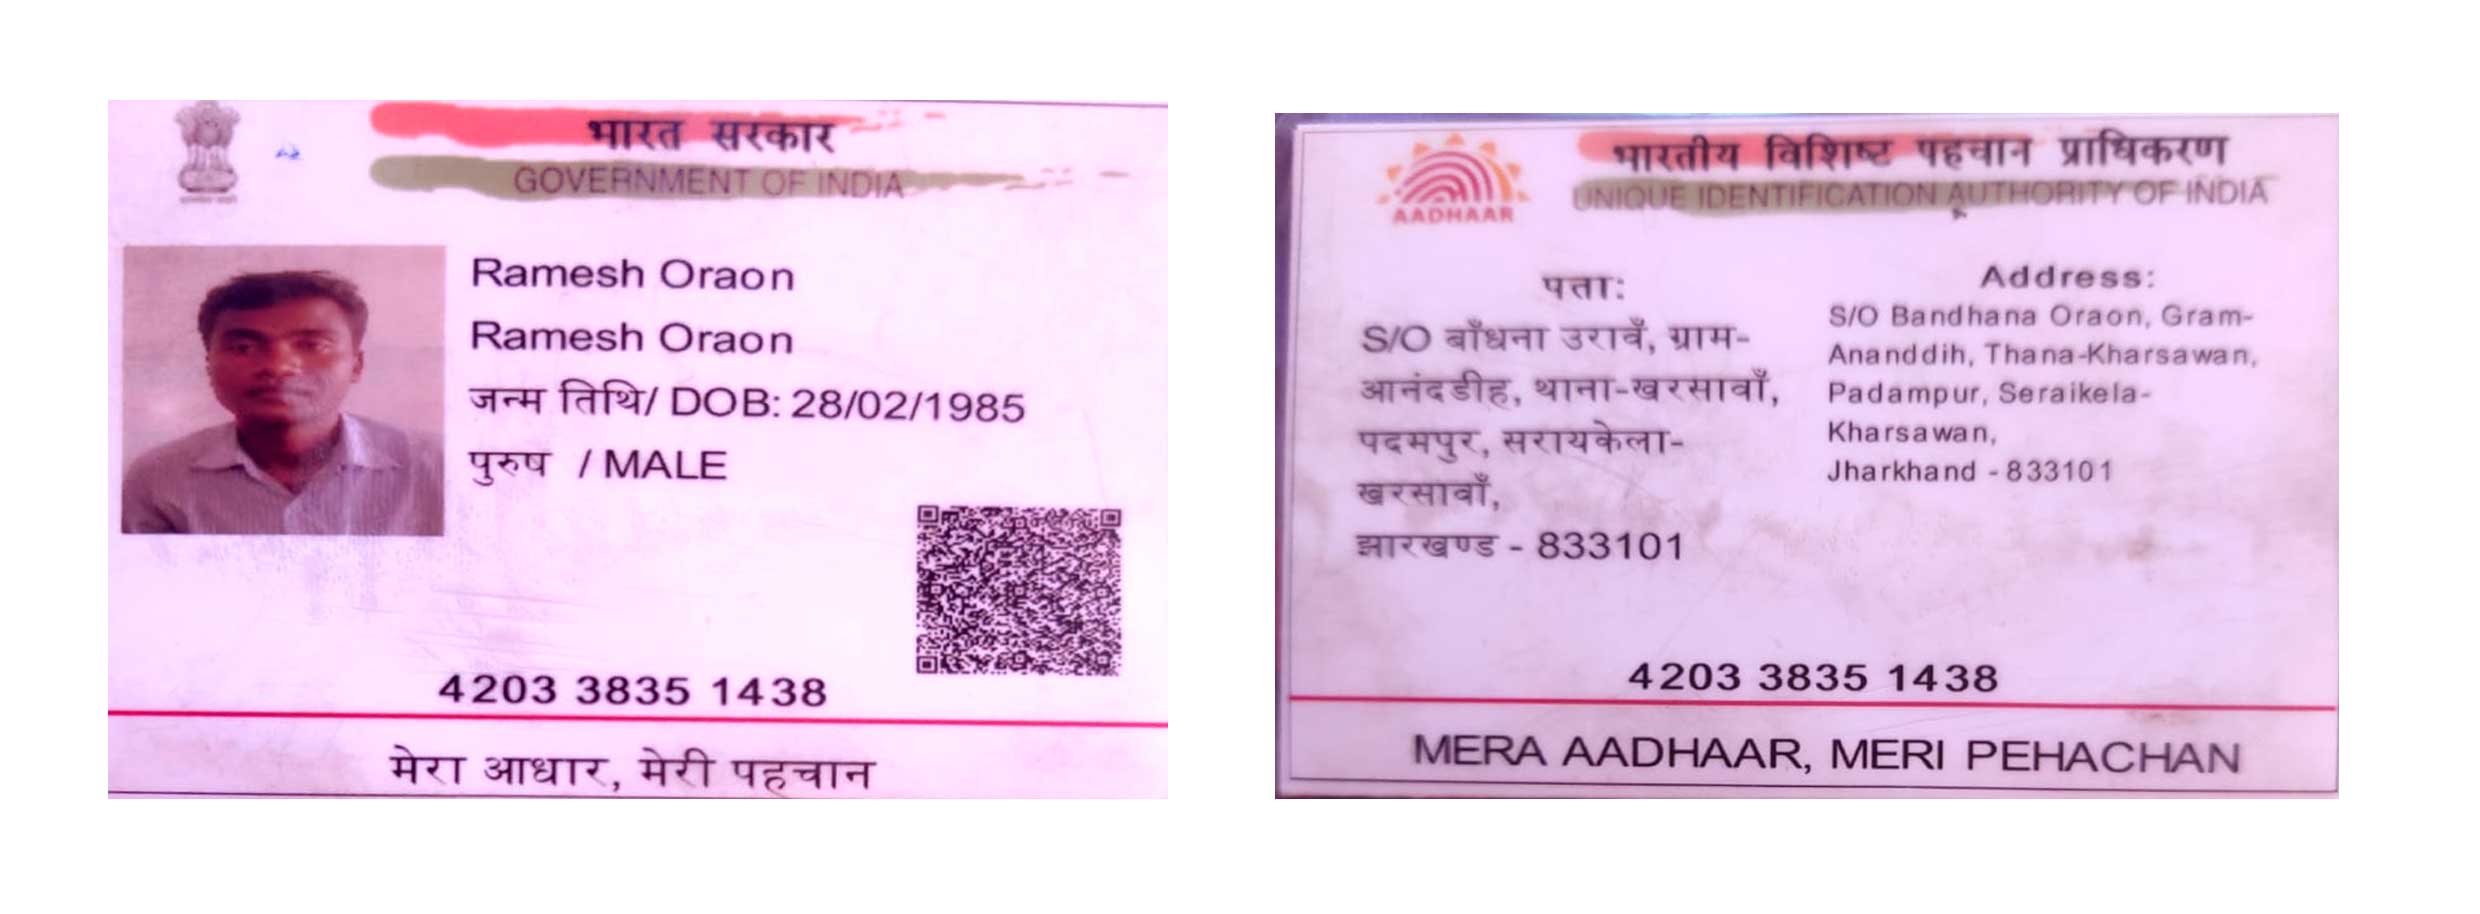 भारत सरकार
GOVERNMENT OF INDIA
Ramesh Oraon
Ramesh Oraon
जन्म तिथि/ DOB: 28/02/1985
पुरुष / MALE
4203 3835 1438
मेरा आधार, मेरी पहचान
भारतीय विशिष्ट पहचान प्राधिकरण
UNIQUE IDENTIFICATION AUTHORITY OF INDIA
AADHAAR
पता:
S/O बाँधना उरावँ, ग्राम-
आनंदडीह, थाना-खरसावाँ,
पदमपुर, सरायकेला-
खरसावाँ,
झारखण्ड - 833101
Address:
S/O Bandhana Oraon, Gram-
Ananddih, Thana-Kharsawan,
Padampur, Seraikela-
Kharsawan,
Jharkhand - 833101
4203 3835 1438
MERA AADHAAR, MERI PEHACHAN